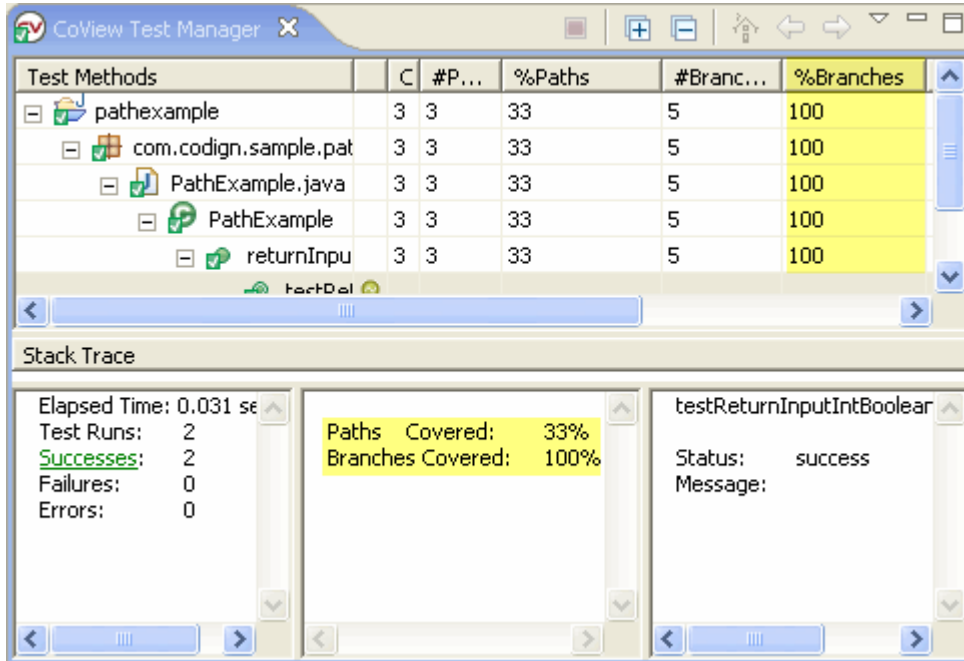 CoView Test Manager
Test Methods C #P... %Paths #Branc... %Branches
pathexample 3 3 33 5 100
com.codign.sample.pat 3 3 33 5 100
PathExample.java 3 3 33 5 100
PathExample 3 3 33 5 100
returnInpu 3 3 33 5 100
Stack Trace
Elapsed Time: 0.031 se
Test Runs: 2
Successes: 2
Failures: 0
Errors: 0
Paths Covered: 33%
Branches Covered: 100%
testReturnInputIntBoolear
Status: success
Message: